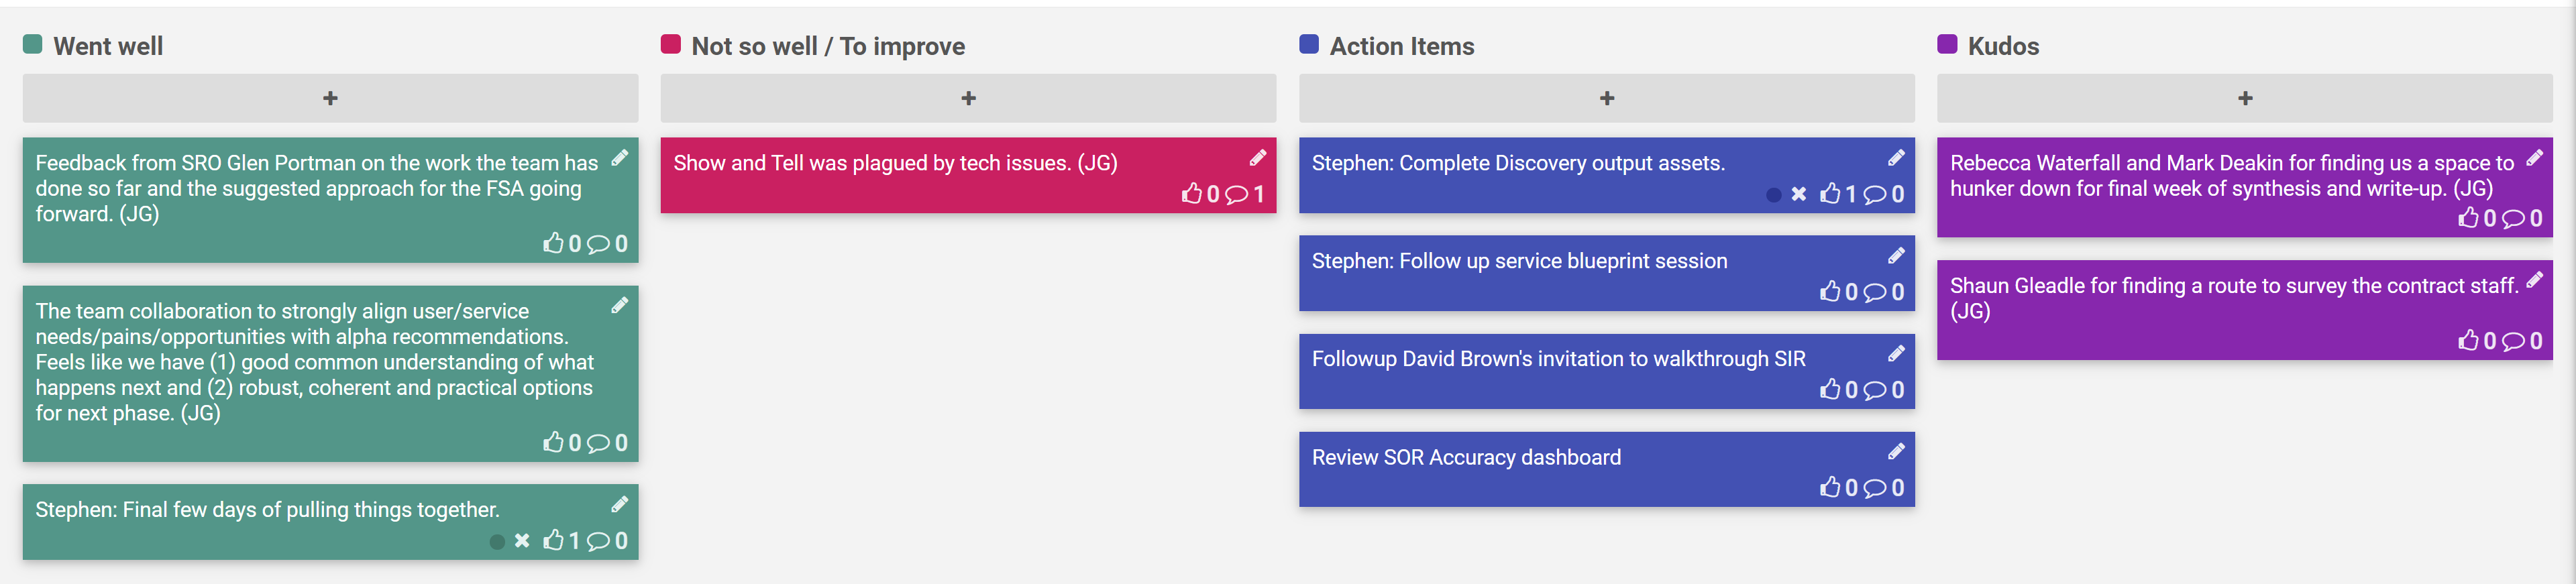 Went well
+
Feedback from SRO Glen Portman on the work the team has
done so far and the suggested approach for the FSA going
forward. (JG)
0 0
The team collaboration to strongly align user/service
needs/pains/opportunities with alpha recommendations.
Feels like we have (1) good common understanding of what
happens next and (2) robust, coherent and practical options
for next phase. (JG)
0 0
Stephen: Final few days of pulling things together.
1 0
Not so well / To improve
+
Show and Tell was plagued by tech issues. (JG)
0 1
Action Items
+
Stephen: Complete Discovery output assets.
1 0
Stephen: Follow up service blueprint session
0 0
Followup David Brown's invitation to walkthrough SIR
0 0
Review SOR Accuracy dashboard
0 0
Kudos
+
Rebecca Waterfall and Mark Deakin for finding us a space to
hunker down for final week of synthesis and write-up. (JG)
0 0
Shaun Gleadle for finding a route to survey the contract staff.
(JG)
0 0